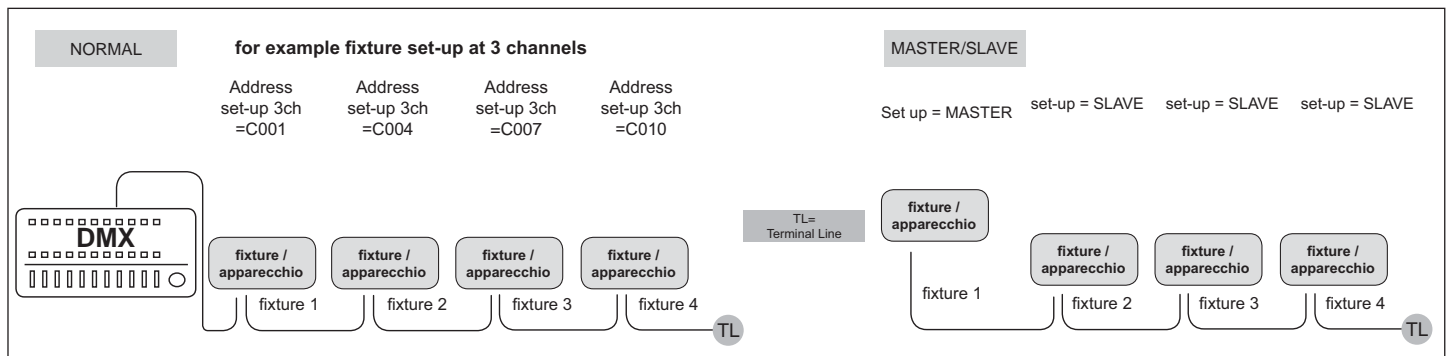 NORMAL
for example fixture set-up at 3 channels
Address
set-up 3ch
=C001
Address
set-up 3ch
=C004
Address
set-up 3ch
=C007
Address
set-up 3ch
=C010
DMX
fixture /
apparecchio
fixture /
apparecchio
fixture /
apparecchio
fixture /
apparecchio
fixture 1
fixture 2
fixture 3
fixture 4
TL
TL=
Terminal Line
MASTER/SLAVE
Set up = MASTER
set-up = SLAVE
set-up = SLAVE
set-up = SLAVE
fixture /
apparecchio
fixture /
apparecchio
fixture /
apparecchio
fixture /
apparecchio
fixture 1
fixture 2
fixture 3
fixture 4
TL